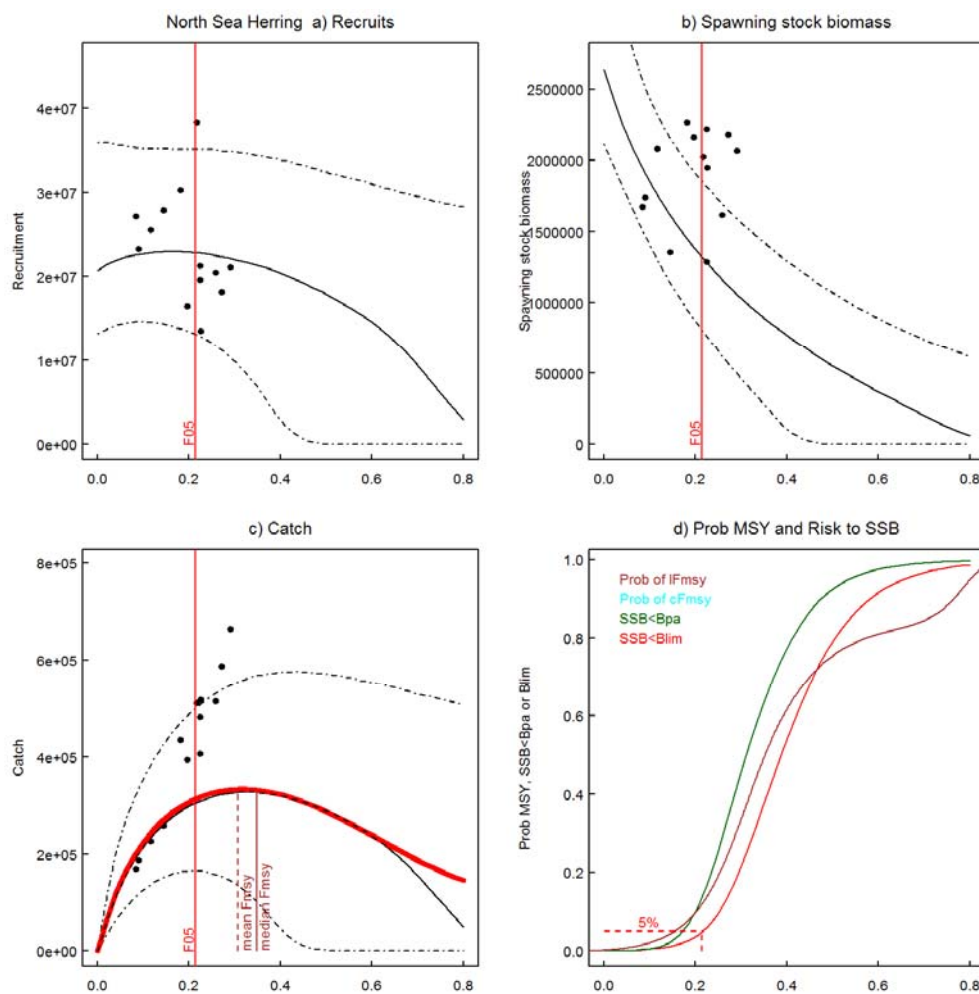 North Sea Herring a) Recruits
Recruitment
4e+07
3e+07
2e+07
1e+07
0e+00
F05
0.0 0.2 0.4 0.6 0.8
b) Spawning stock biomass
Spawning stock biomass
2500000
2000000
1500000
1000000
500000
0
F05
0.0 0.2 0.4 0.6 0.8
c) Catch
Catch
8e+05
6e+05
4e+05
2e+05
0e+00
F05
mean Fmsy
median Fmsy
0.0 0.2 0.4 0.6 0.8
d) Prob MSY and Risk to SSB
Prob MSY, SSB<Bpa or Blim
1.0
0.8
0.6
0.4
0.2
0.0
Prob of lFmsy
Prob of cFmsy
SSB<Bpa
SSB<Blim
5%
0.0 0.2 0.4 0.6 0.8